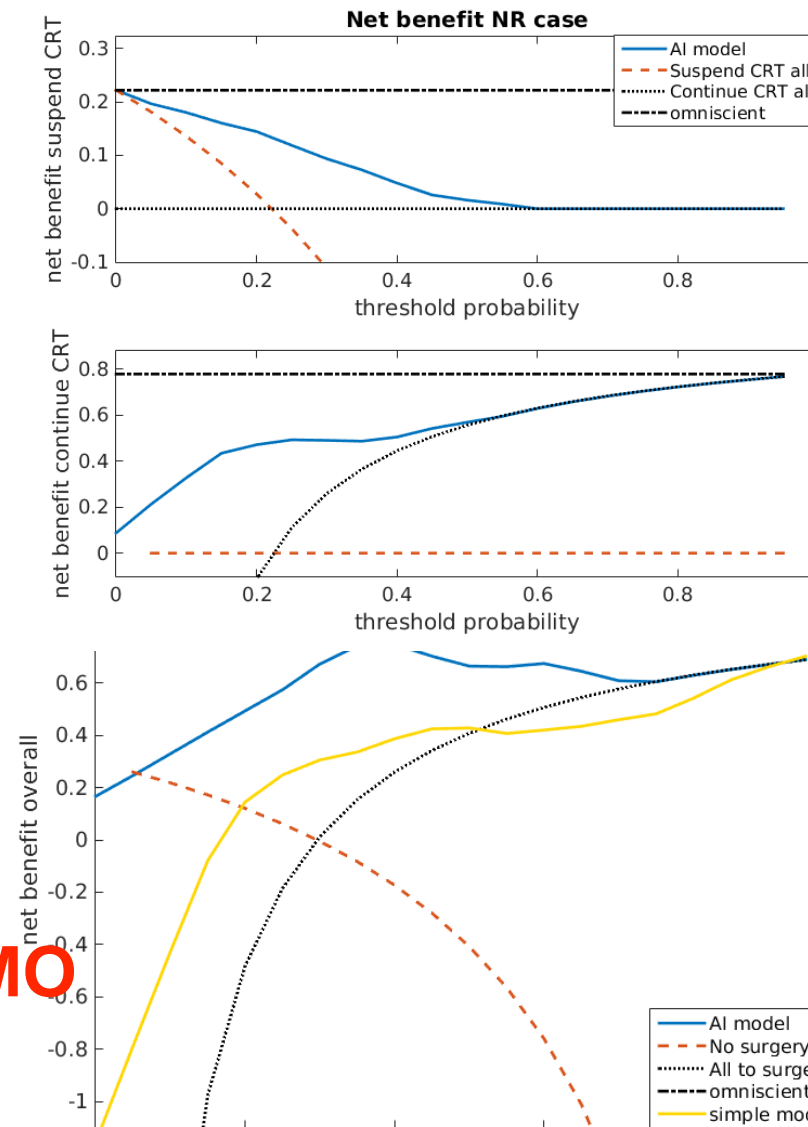 Net benefit NR case
net benefit suspend CRT
0.3
0.2
0.1
0
-0.1
0 0.2 0.4 0.6 0.8
threshold probability
AI model
Suspend CRT all
Continue CRT al
omniscient
net benefit continue CRT
0.8
0.6
0.4
0.2
0
0 0.2 0.4 0.6 0.8
threshold probability
net benefit overall
0.6
0.4
0.2
0
-0.2
-0.4
-0.6
-0.8
-1
MO
AI model
No surgery
All to surge
omniscient
simple mod